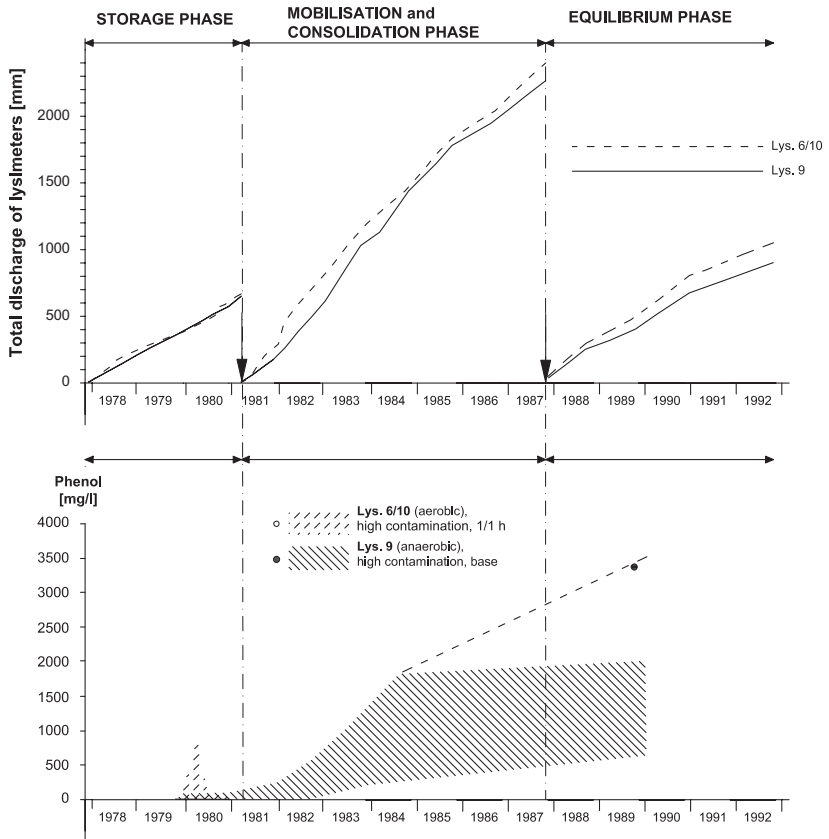 STORAGE PHASE
MOBILISATION and
CONSOLIDATION PHASE
EQUILIBRIUM PHASE
Total discharge of lysimeters [mm]
2000
1500
1000
500
0
Lys. 6/10
Lys. 9
1978 1979 1980 1981 1982 1983 1984 1985 1986 1987 1988 1989 1990 1991 1992
Phenol
[mg/l]
4000
3500
3000
2500
2000
1500
1000
500
0
Lys. 6/10 (aerobic),
high contamination, 1/1 h
Lys. 9 (anaerobic),
high contamination, base
1978 1979 1980 1981 1982 1983 1984 1985 1986 1987 1988 1989 1990 1991 1992